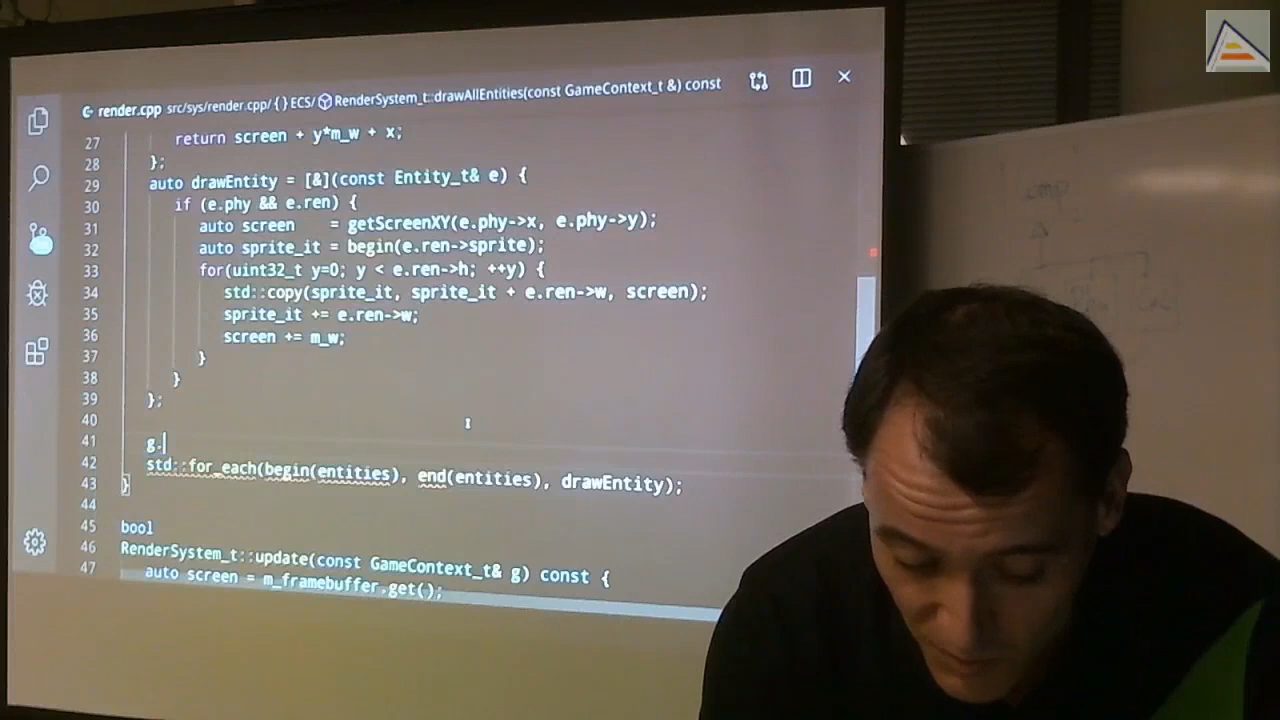 render.cpp src/sys/render.cpp/ {} ECS/ RenderSystem_t::drawAllEntities(const GameContext_t &) const
27 return screen + y*m_w + x;
28 };
29 auto drawEntity = [&](const Entity_t& e) {
30 if (e.phy && e.ren) {
31 auto screen = getScreenXY(e.phy->x, e.phy->y);
32 auto sprite_it = begin(e.ren->sprite);
33 for(uint32_t y=0; y < e.ren->h; ++y) {
34 std::copy(sprite_it, sprite_it + e.ren->w, screen);
35 sprite_it += e.ren->w;
36 screen += m_w;
37 }
38 }
39 };
40
41 g.
42 std::for_each(begin(entities), end(entities), drawEntity);
43 }
44
45 bool
46 RenderSystem_t::update(const GameContext_t& g) const {
47 auto screen = m_framebuffer.get();
cmp